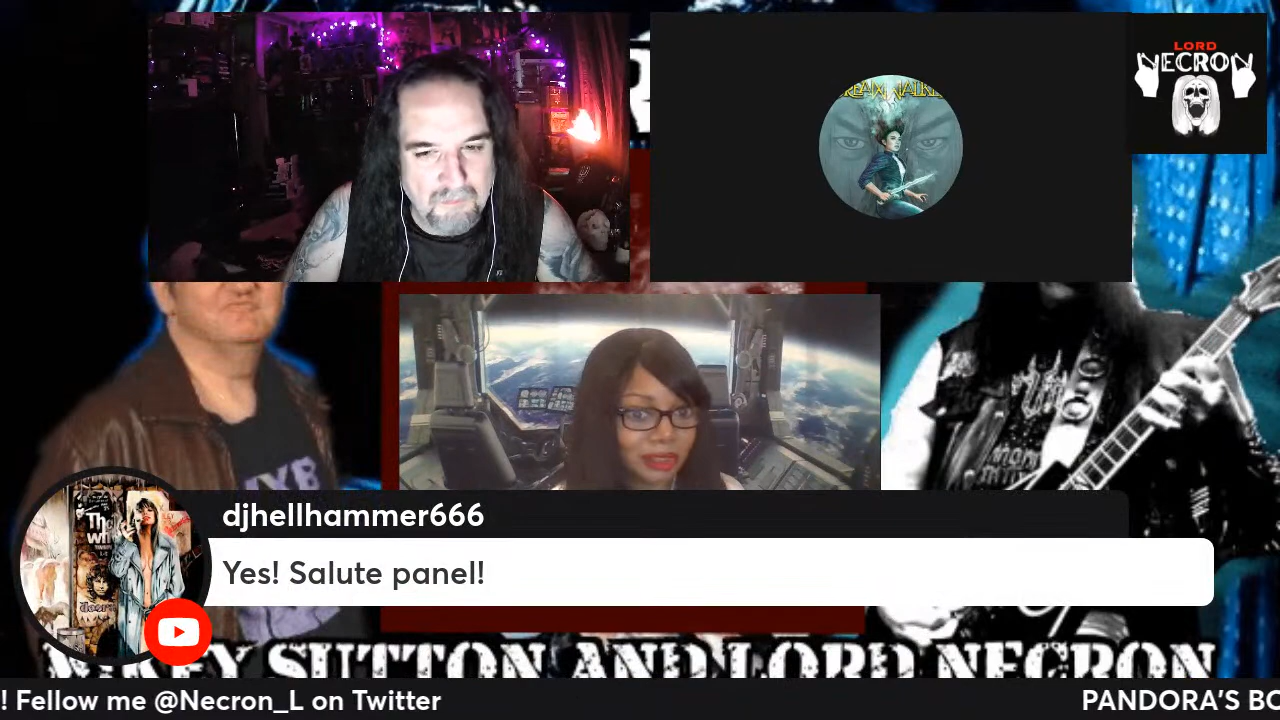 LORD
NECRON
djhellhammer666
Yes! Salute panel!
SUTTON AND LORD NECRON
! Fellow me @Necron_L on Twitter
PANDORA'S BO